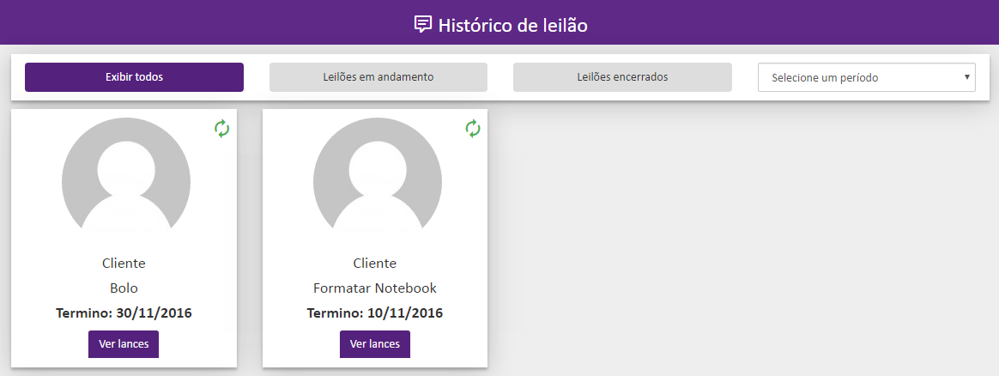 Histórico de leilão
Exibir todos
Leilões em andamento
Leilões encerrados
Selecione um período
Cliente
Bolo
Termino: 30/11/2016
Ver lances
Cliente
Formatar Notebook
Termino: 10/11/2016
Ver lances